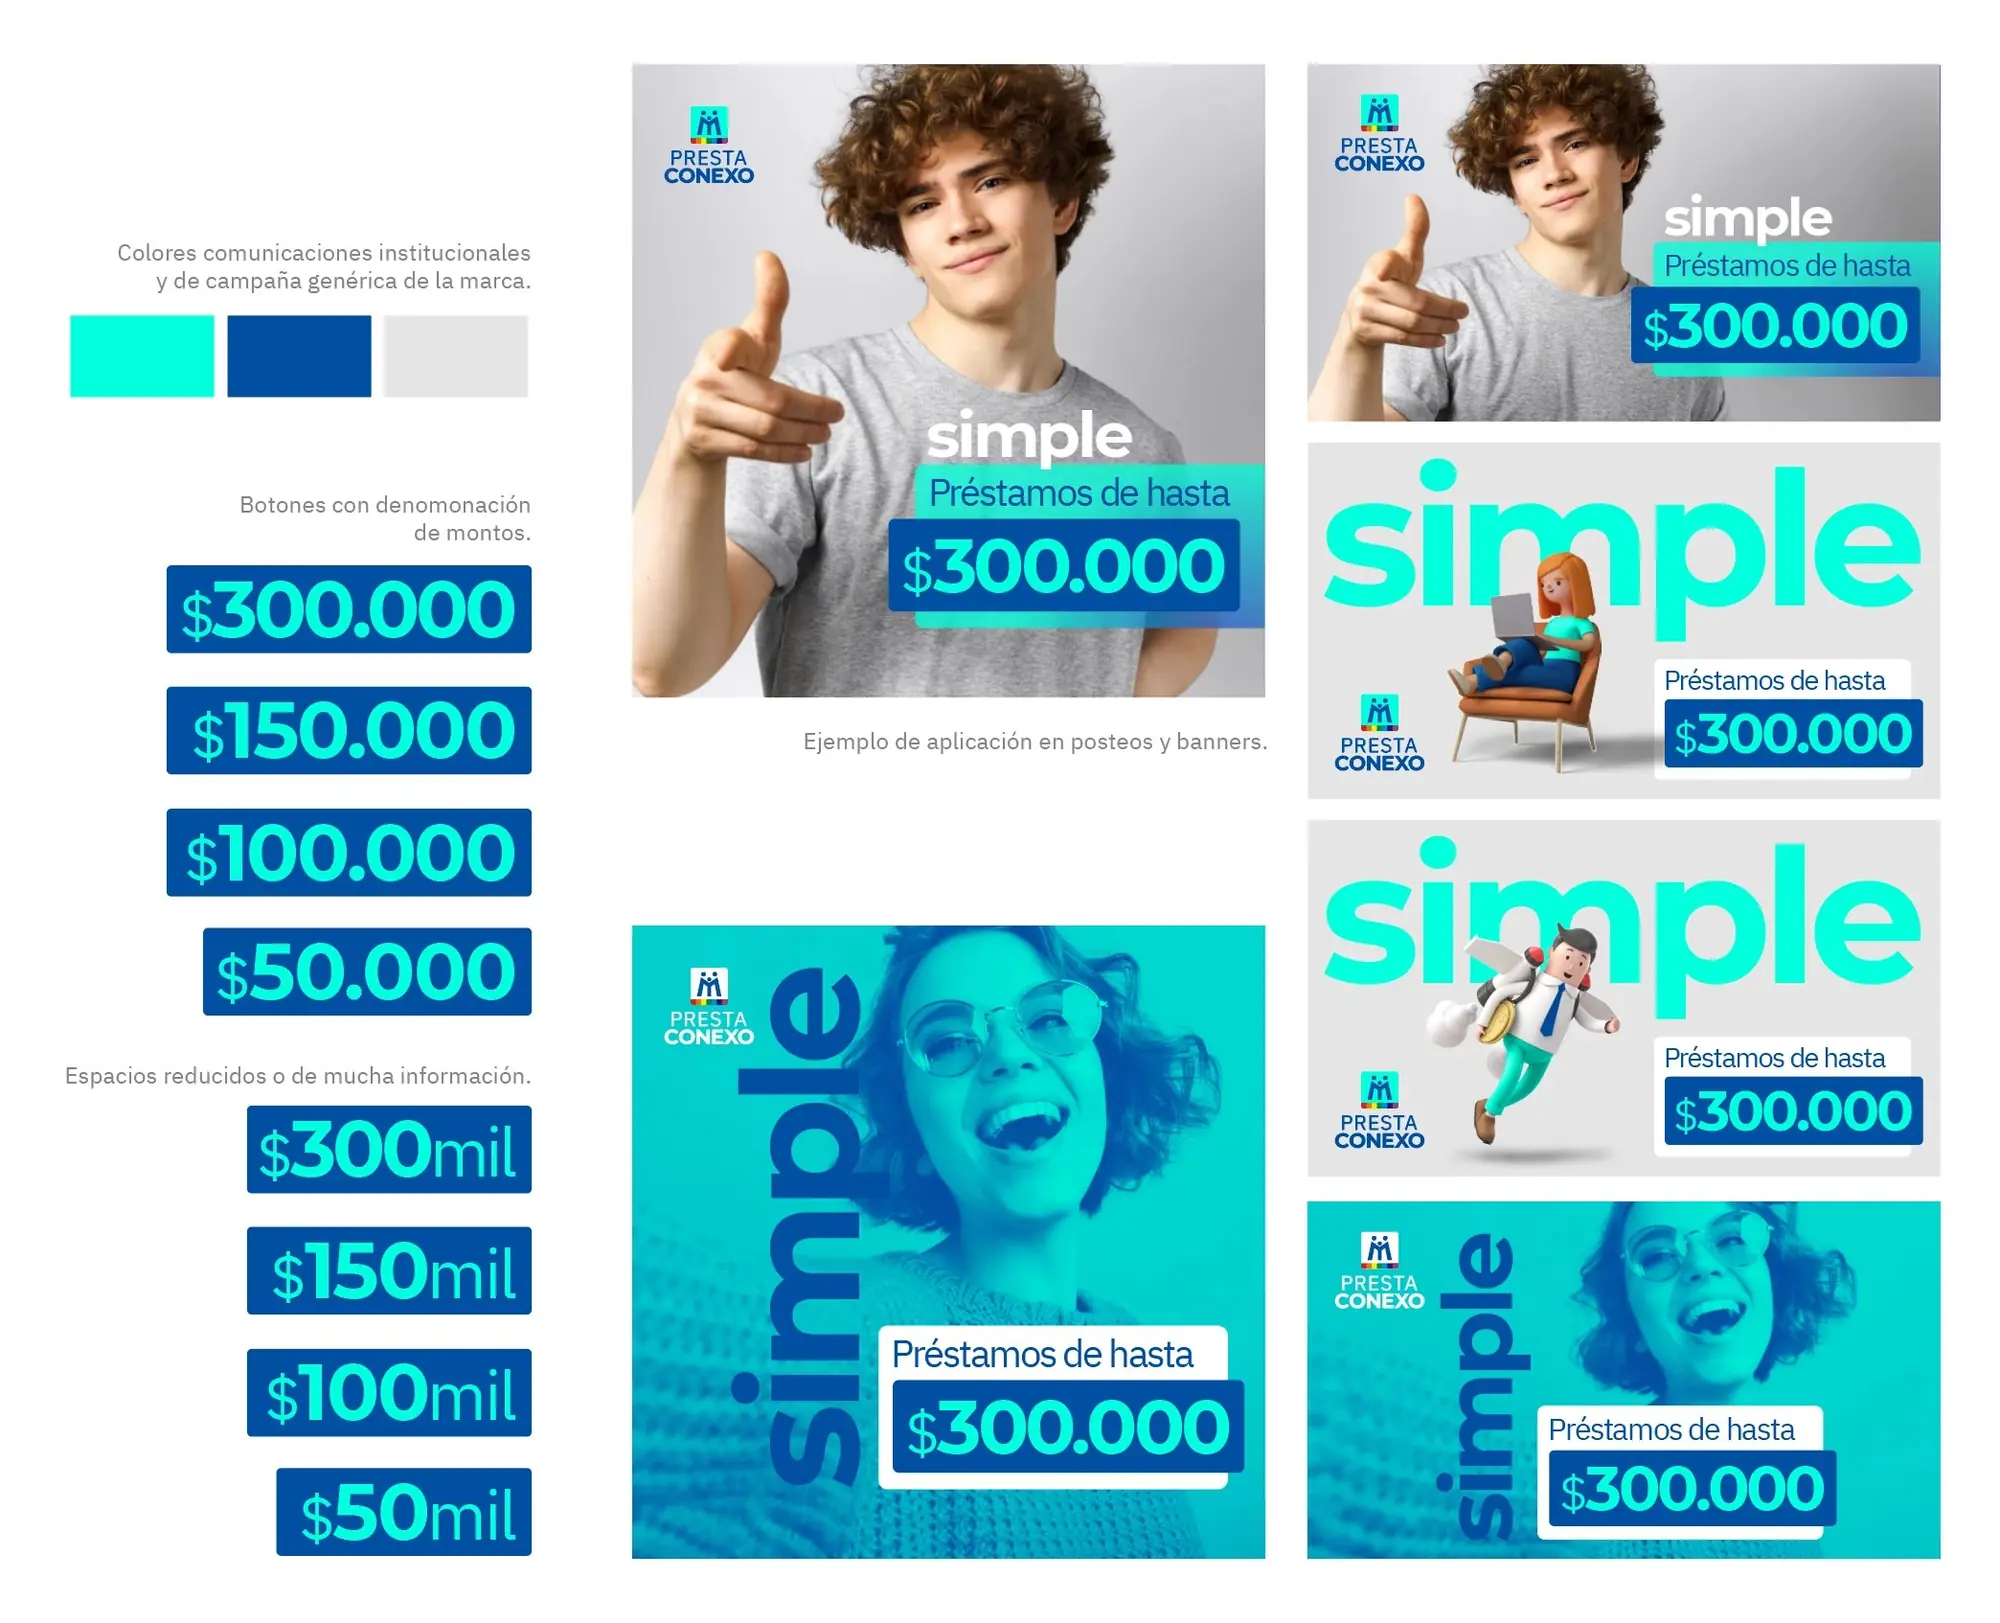 Colores comunicaciones institucionales
y de campaña genérica de la marca.
Botones con denomonación
de montos.
$300.000
$150.000
$100.000
$50.000
Espacios reducidos o de mucha información.
$300mil
$150mil
$100mil
$50mil
PRESTA
CONEXO
simple
Préstamos de hasta
$300.000
Ejemplo de aplicación en posteos y banners.
PRESTA
CONEXO
simple
Préstamos de hasta
$300.000
PRESTA
CONEXO
simple
Préstamos de hasta
$300.000
simple
Préstamos de hasta
$300.000
PRESTA
CONEXO
simple
Préstamos de hasta
$300.000
PRESTA
CONEXO
PRESTA
CONEXO
simple
Préstamos de hasta
$300.000